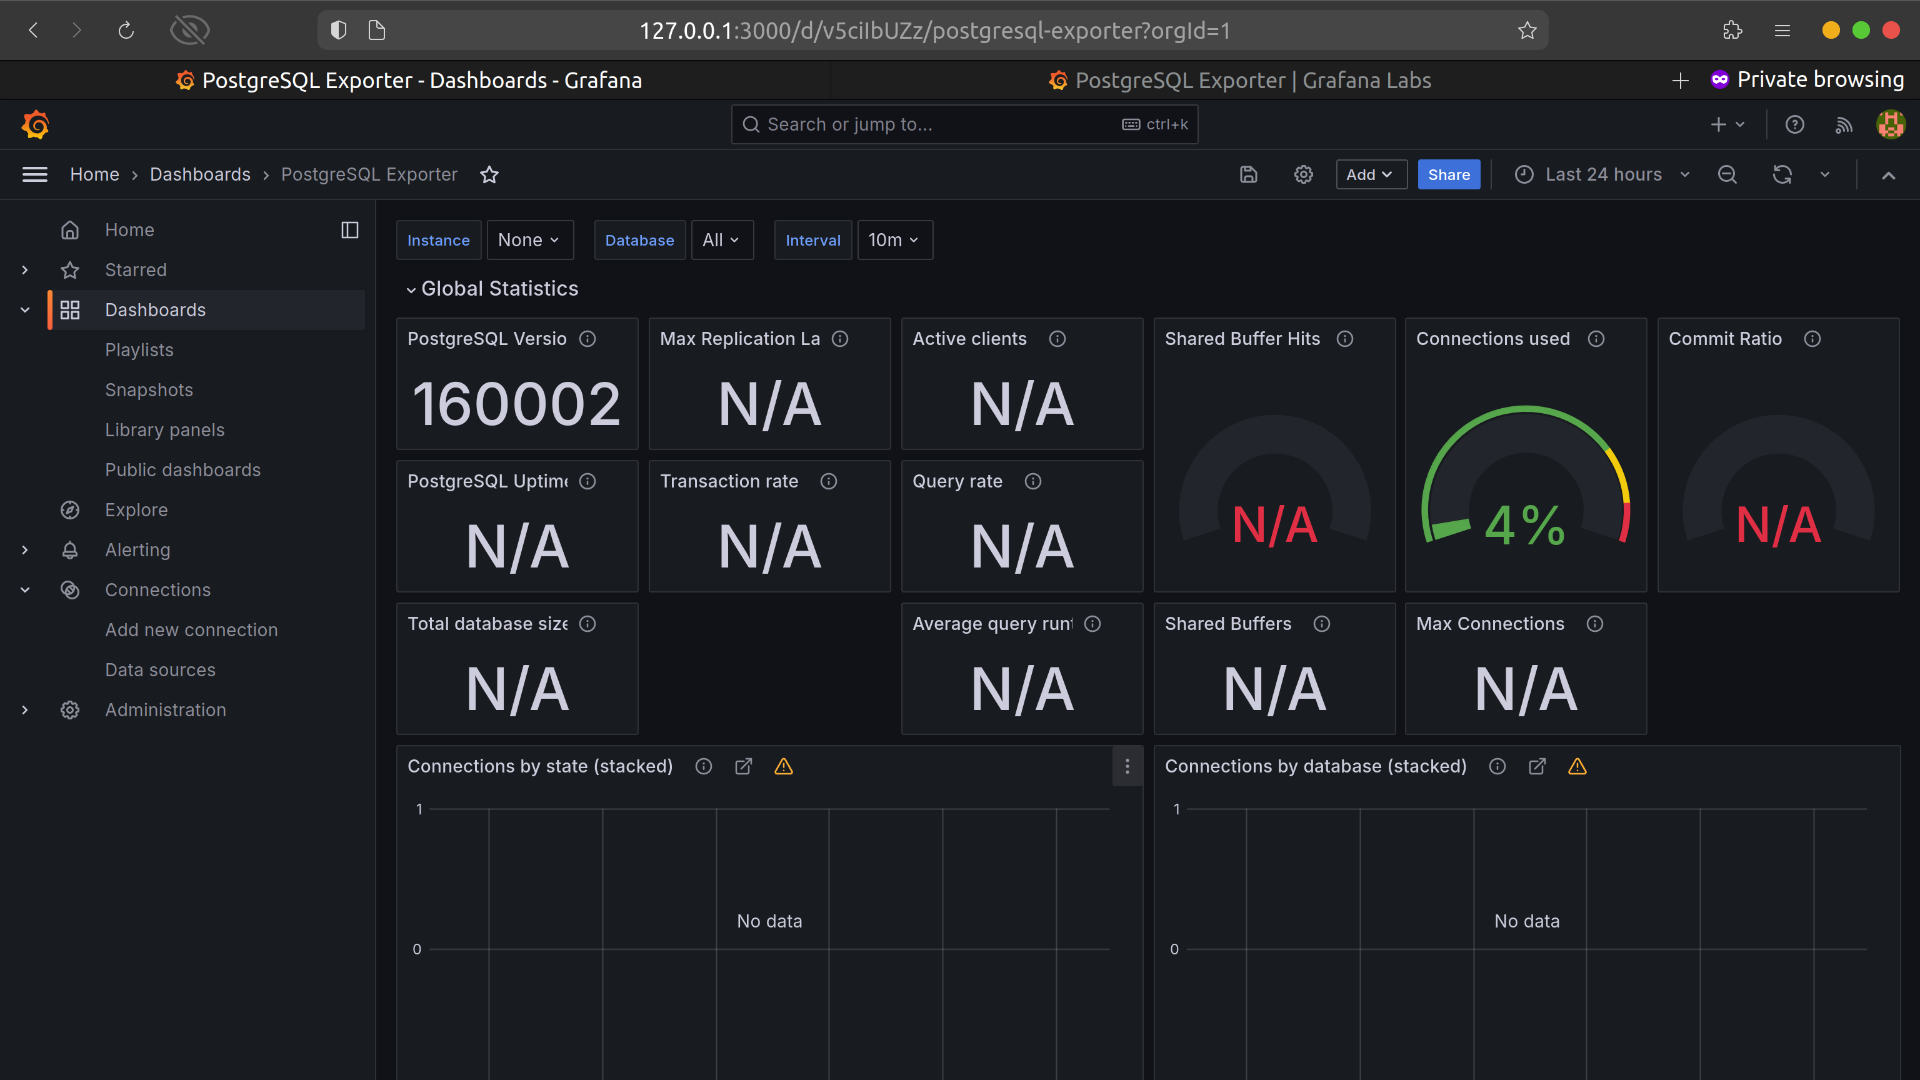 127.0.0.1:3000/d/v5ciIbUZz/postgresql-exporter?orgId=1
PostgreSQL Exporter - Dashboards - Grafana
PostgreSQL Exporter | Grafana Labs
Private browsing
Search or jump to...
ctrl+k
Home
Dashboards
PostgreSQL Exporter
Add
Share
Last 24 hours
Home
Starred
Dashboards
Playlists
Snapshots
Library panels
Public dashboards
Explore
Alerting
Connections
Add new connection
Data sources
Administration
Instance
None
Database
All
Interval
10m
Global Statistics
PostgreSQL Versio
160002
Max Replication La
N/A
Active clients
N/A
Shared Buffer Hits
N/A
Connections used
4%
Commit Ratio
N/A
PostgreSQL Uptime
N/A
Transaction rate
N/A
Query rate
N/A
Total database size
N/A
Average query runt
N/A
Shared Buffers
N/A
Max Connections
N/A
Connections by state (stacked)
1
No data
0
Connections by database (stacked)
1
No data
0